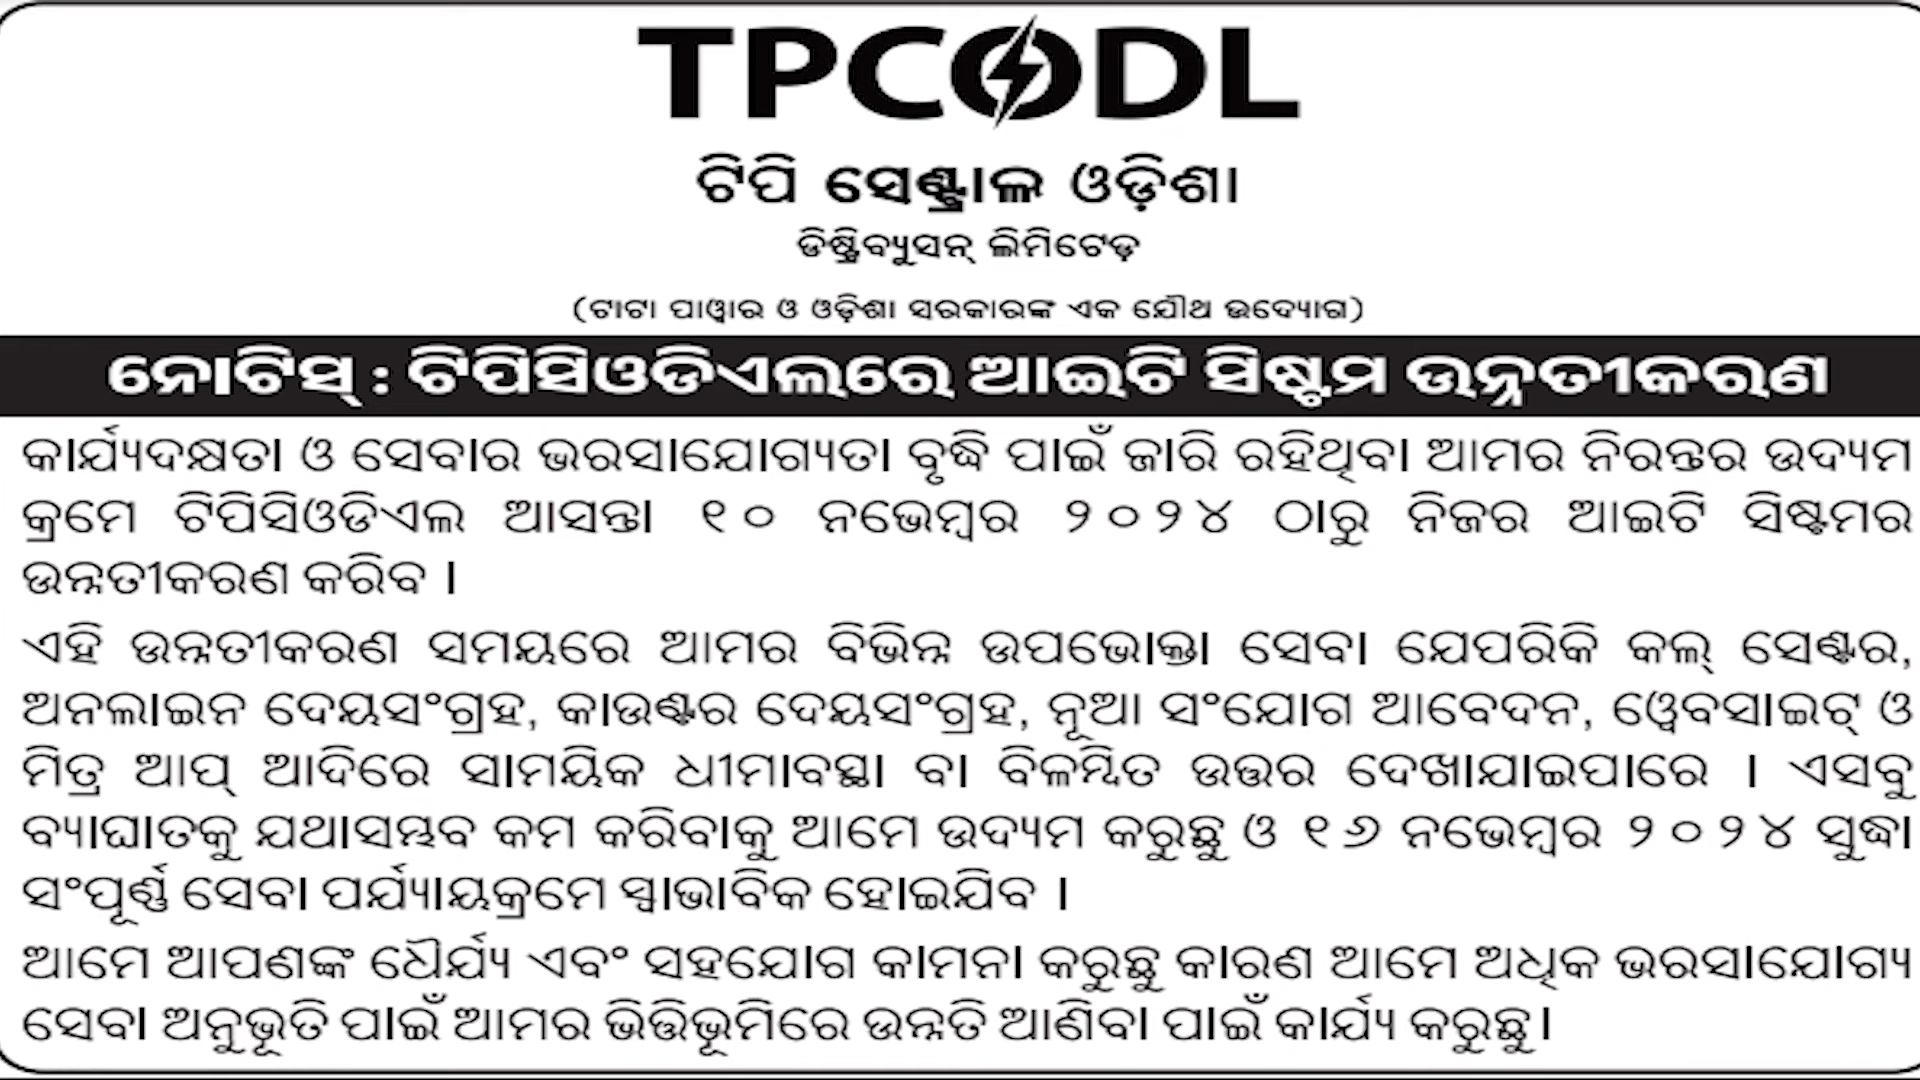 TPCODL
ଟିପି ସେଣ୍ଟ୍ରାଲ ଓଡ଼ିଶା
ଡିଷ୍ଟ୍ରିବ୍ୟୁସନ୍ ଲିମିଟେଡ଼
(ଟାଟା ପାୱାର ଓ ଓଡ଼ିଶା ସରକାରଙ୍କ ଏକ ଯୌଥ ଉଦ୍ୟୋଗ)
ନୋଟିସ୍ : ଟିପିସିଓଡିଏଲରେ ଆଇଟି ସିଷ୍ଟମ ଉନ୍ନତୀକରଣ
କାର୍ଯ୍ୟଦକ୍ଷତା ଓ ସେବାର ଭରସାଯୋଗ୍ୟତା ବୃଦ୍ଧି ପାଇଁ ଜାରି ରହିଥିବା ଆମର ନିରନ୍ତର ଉଦ୍ୟମ
କ୍ରମେ ଟିପିସିଓଡିଏଲ ଆସନ୍ତା ୧୦ ନଭେମ୍ବର ୨୦୨୪ ଠାରୁ ନିଜର ଆଇଟି ସିଷ୍ଟମର
ଉନ୍ନତୀକରଣ କରିବ ।
ଏହି ଉନ୍ନତୀକରଣ ସମୟରେ ଆମର ବିଭିନ୍ନ ଉପଭୋକ୍ତା ସେବା ଯେପରିକି କଲ୍ ସେଣ୍ଟର,
ଅନଲାଇନ ଦେୟସଂଗ୍ରହ, କାଉଣ୍ଟର ଦେୟସଂଗ୍ରହ, ନୂଆ ସଂଯୋଗ ଆବେଦନ, ୱେବସାଇଟ୍ ଓ
ମିତ୍ର ଆପ୍ ଆଦିରେ ସାମୟିକ ଧୀମାବସ୍ଥା ବା ବିଳମ୍ବିତ ଉତ୍ତର ଦେଖାଯାଇପାରେ । ଏସବୁ
ବ୍ୟାଘାତକୁ ଯଥାସମ୍ଭବ କମ କରିବାକୁ ଆମେ ଉଦ୍ୟମ କରୁଛୁ ଓ ୧୬ ନଭେମ୍ବର ୨୦୨୪ ସୁଦ୍ଧା
ସଂପୂର୍ଣ୍ଣ ସେବା ପର୍ଯ୍ୟାୟକ୍ରମେ ସ୍ୱାଭାବିକ ହୋଇଯିବ ।
ଆମେ ଆପଣଙ୍କ ଧୈର୍ଯ୍ୟ ଏବଂ ସହଯୋଗ କାମନା କରୁଛୁ କାରଣ ଆମେ ଅଧିକ ଭରସାଯୋଗ୍ୟ
ସେବା ଅନୁଭୂତି ପାଇଁ ଆମର ଭିତ୍ତିଭୂମିରେ ଉନ୍ନତି ଆଣିବା ପାଇଁ କାର୍ଯ୍ୟ କରୁଛୁ।